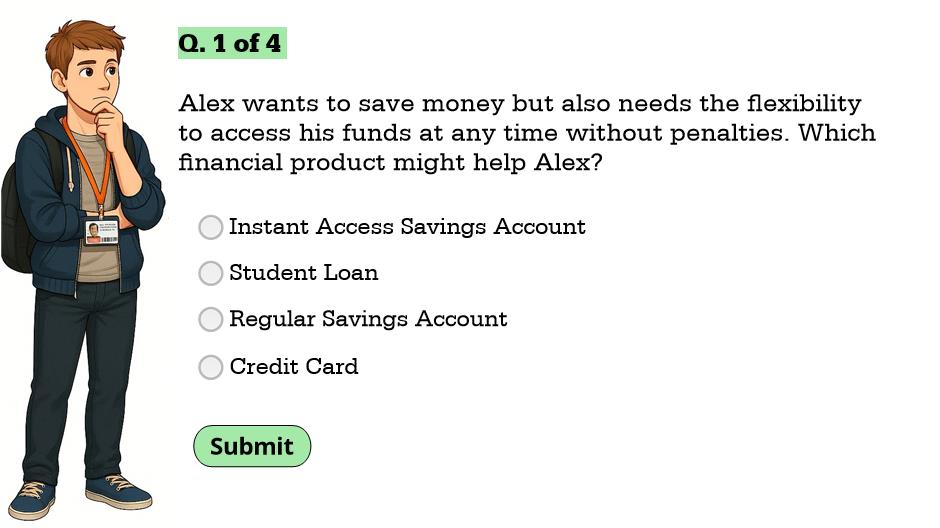 Q. 1 of 4
Alex wants to save money but also needs the flexibility
to access his funds at any time without penalties. Which
financial product might help Alex?
Instant Access Savings Account
Student Loan
Regular Savings Account
Credit Card
Submit